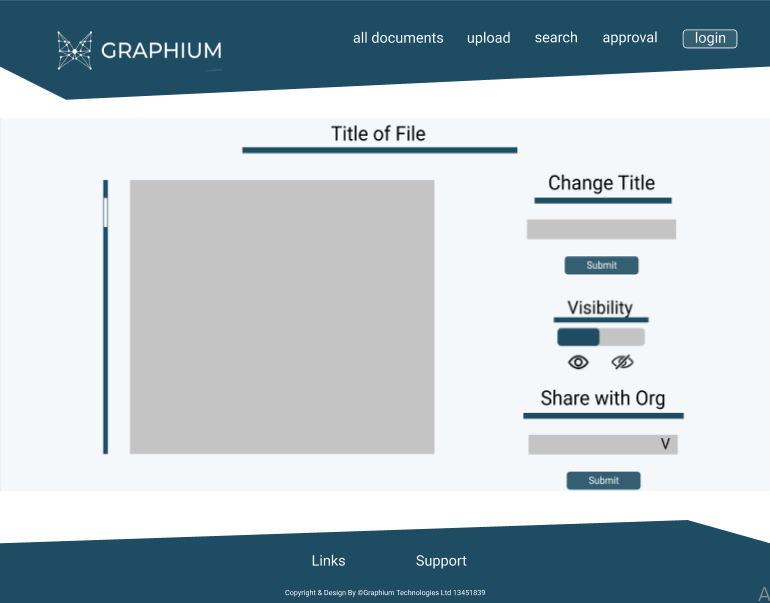 GRAPHIUM
all documents upload search approval login
Title of File
Change Title
Submit
Visibility
Share with Org
V
Submit
Links Support
Copyright & Design By ©Graphium Technologies Ltd 13451839
A